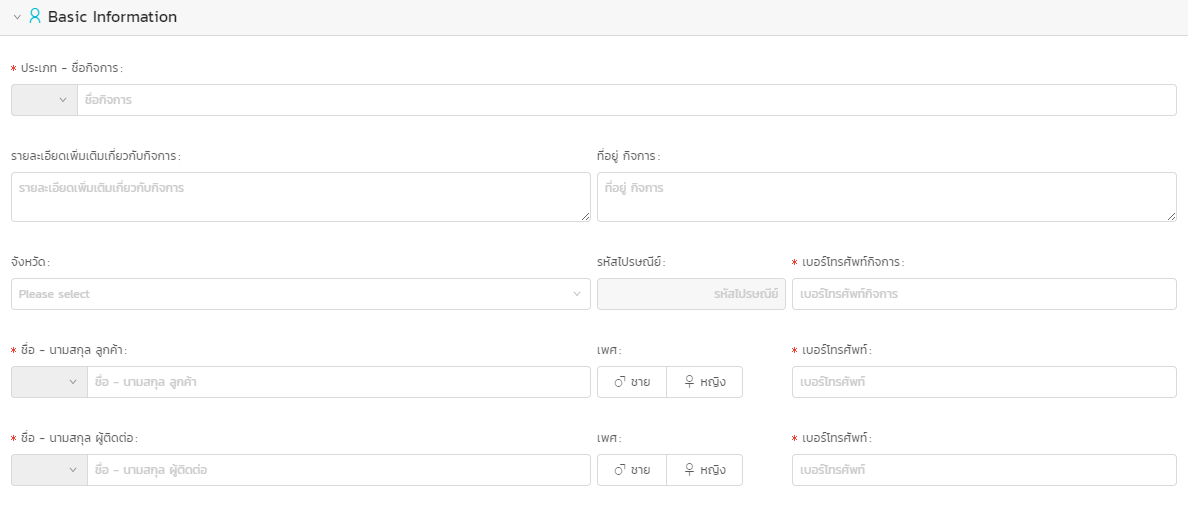 Basic Information
* ประเภท - ชื่อกิจการ:
ชื่อกิจการ
รายละเอียดเพิ่มเติมเกี่ยวกับกิจการ: ที่อยู่ กิจการ:
รายละเอียดเพิ่มเติมเกี่ยวกับกิจการ ที่อยู่ กิจการ
จังหวัด: รหัสไปรษณีย์: * เบอร์โทรศัพท์กิจการ:
Please select รหัสไปรษณีย์ เบอร์โทรศัพท์กิจการ
* ชื่อ - นามสกุล ลูกค้า: เพศ: * เบอร์โทรศัพท์:
ชื่อ - นามสกุล ลูกค้า ชาย หญิง เบอร์โทรศัพท์
* ชื่อ - นามสกุล ผู้ติดต่อ: เพศ: * เบอร์โทรศัพท์:
ชื่อ - นามสกุล ผู้ติดต่อ ชาย หญิง เบอร์โทรศัพท์